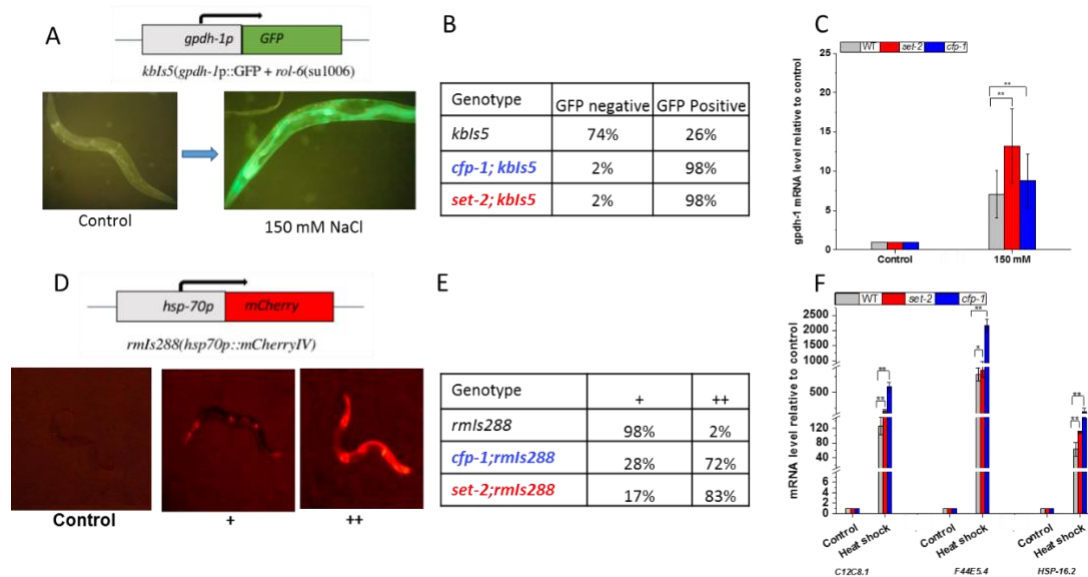 A
gpdh-1p GFP
kbIs5(gpdh-1p::GFP + rol-6(su1006)
Control
150 mM NaCl
B
Genotype GFP negative GFP Positive
kbIs5 74% 26%
cfp-1; kbIs5 2% 98%
set-2; kbIs5 2% 98%
C
WT set-2 cfp-1
gpdh-1 mRNA level relative to control
25
20
15
10
5
0
** 
**
Control 150 mM
D
hsp-70p mCherry
rmIs288(hsp70p::mCherryIV)
Control + ++
E
Genotype + ++
rmIs288 98% 2%
cfp-1;rmIs288 28% 72%
set-2;rmIs288 17% 83%
F
WT set-2 cfp-1
mRNA level relative to control
2500
2000
1500
1000
500
120
80
40
6
4
2
0
**
**
**
*
**
**
Control Heat shock Control Heat shock Control Heat shock
C12C8.1 F44E5.4 HSP-16.2